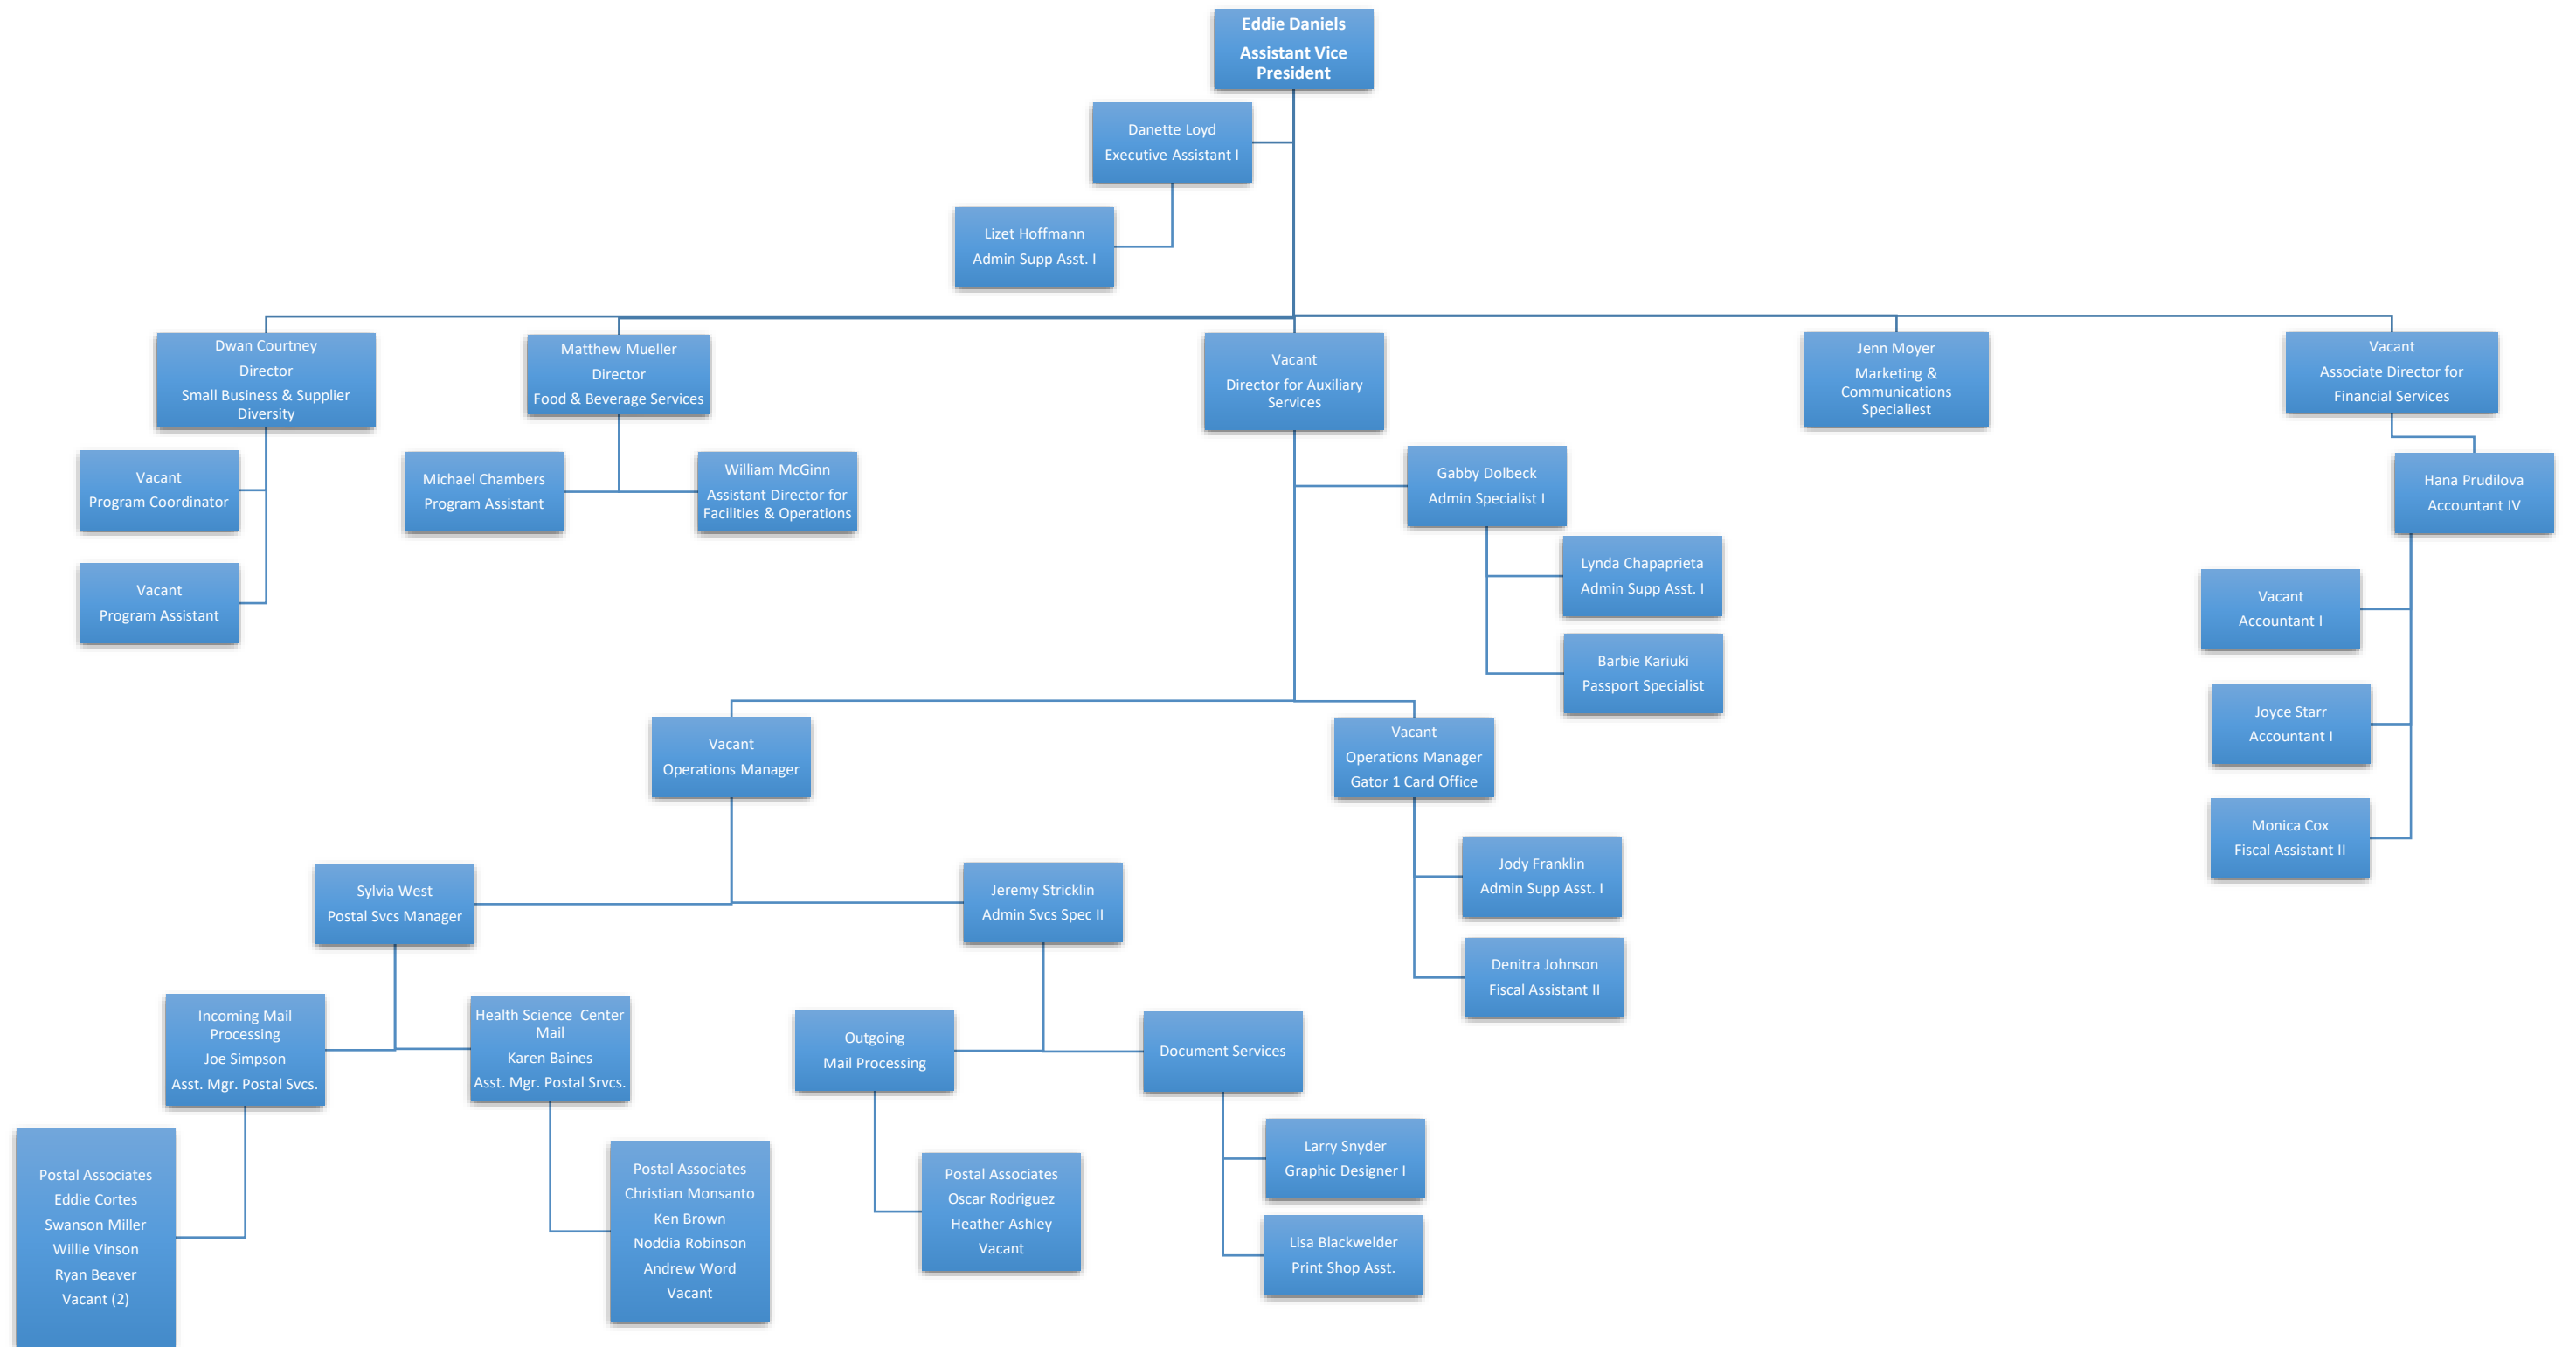 Eddie Daniels
Assistant Vice
President
Danette Loyd
Executive Assistant I
Lizet Hoffmann
Admin Supp Asst. I
Dwan Courtney
Director
Small Business & Supplier
Diversity
Matthew Mueller
Director
Food & Beverage Services
Vacant
Director for Auxiliary
Services
Jenn Moyer
Marketing &
Communications
Specialiest
Vacant
Associate Director for
Financial Services
Vacant
Program Coordinator
Vacant
Program Assistant
Michael Chambers
Program Assistant
William McGinn
Assistant Director for
Facilities & Operations
Gabby Dolbeck
Admin Specialist I
Lynda Chapaprieta
Admin Supp Asst. I
Barbie Kariuki
Passport Specialist
Hana Prudilova
Accountant IV
Vacant
Accountant I
Joyce Starr
Accountant I
Monica Cox
Fiscal Assistant II
Vacant
Operations Manager
Vacant
Operations Manager
Gator 1 Card Office
Jody Franklin
Admin Supp Asst. I
Denitra Johnson
Fiscal Assistant II
Sylvia West
Postal Svcs Manager
Jeremy Stricklin
Admin Svcs Spec II
Incoming Mail
Processing
Joe Simpson
Asst. Mgr. Postal Svcs.
Health Science Center
Mail
Karen Baines
Asst. Mgr. Postal Srvcs.
Outgoing
Mail Processing
Document Services
Postal Associates
Eddie Cortes
Swanson Miller
Willie Vinson
Ryan Beaver
Vacant (2)
Postal Associates
Christian Monsanto
Ken Brown
Noddia Robinson
Andrew Word
Vacant
Postal Associates
Oscar Rodriguez
Heather Ashley
Vacant
Larry Snyder
Graphic Designer I
Lisa Blackwelder
Print Shop Asst.